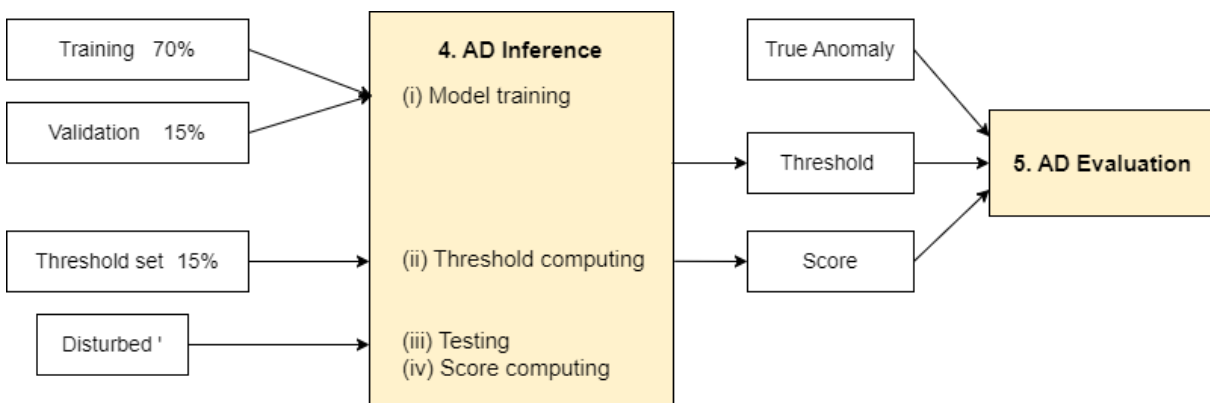 Training 70%
Validation 15%
Threshold set 15%
Disturbed '
4. AD Inference
(i) Model training
(ii) Threshold computing
(iii) Testing
(iv) Score computing
True Anomaly
Threshold
Score
5. AD Evaluation